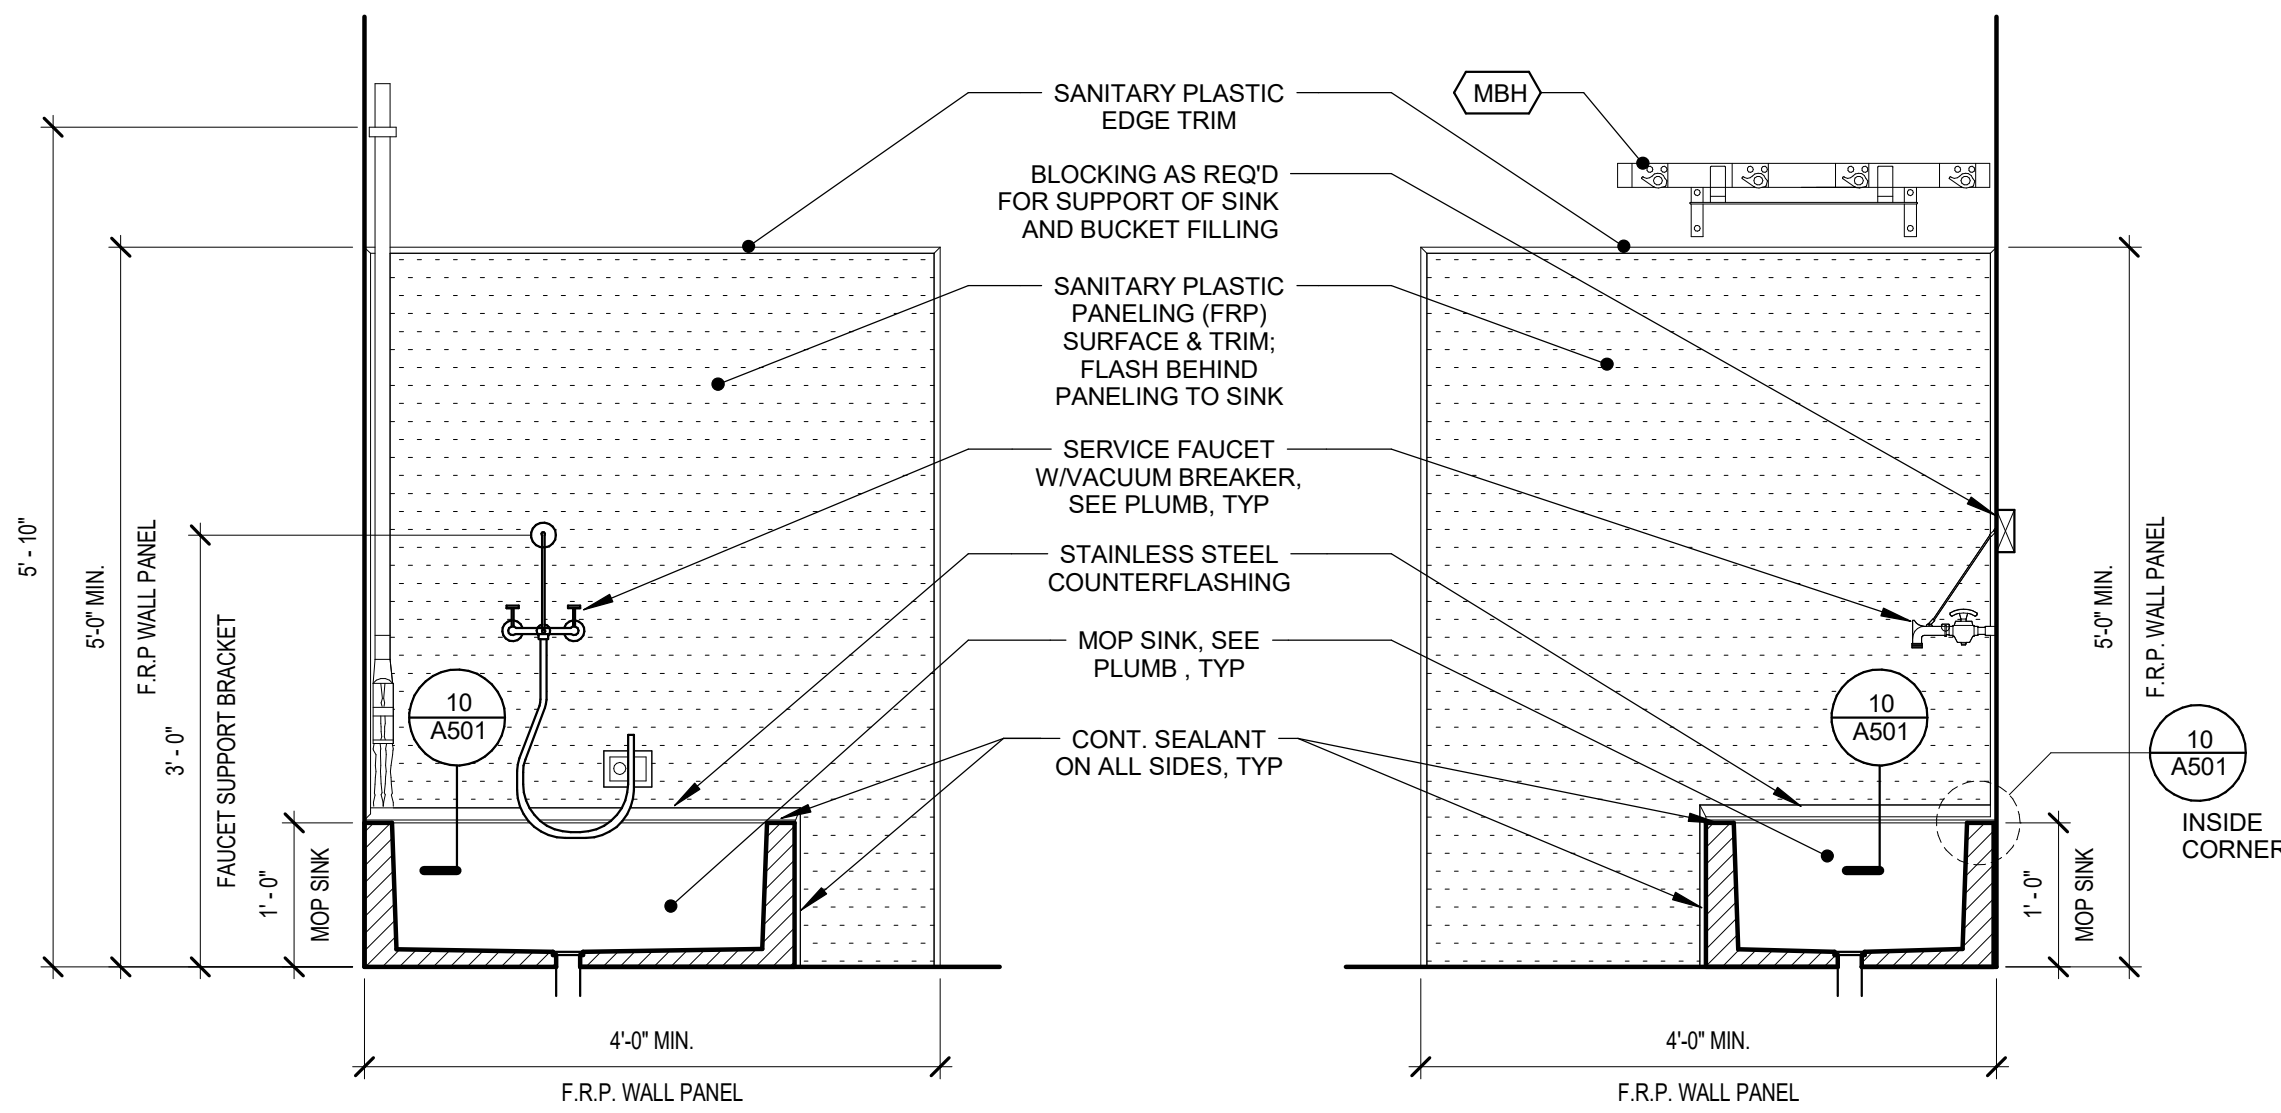 SANITARY PLASTIC
EDGE TRIM
BLOCKING AS REQ'D
FOR SUPPORT OF SINK
AND BUCKET FILLING
SANITARY PLASTIC
PANELING (FRP)
SURFACE & TRIM;
FLASH BEHIND
PANELING TO SINK
SERVICE FAUCET
W/VACUUM BREAKER,
SEE PLUMB, TYP
STAINLESS STEEL
COUNTERFLASHING
MOP SINK, SEE
PLUMB , TYP
CONT. SEALANT
ON ALL SIDES, TYP
MBH
5' - 10"
5'-0" MIN.
F.R.P WALL PANEL
3' - 0"
FAUCET SUPPORT BRACKET
1' - 0"
MOP SINK
10
A501
4'-0" MIN.
F.R.P. WALL PANEL
10
A501
10
A501
INSIDE
CORNER
1' - 0"
MOP SINK
5'-0" MIN.
F.R.P. WALL PANEL
4'-0" MIN.
F.R.P. WALL PANEL